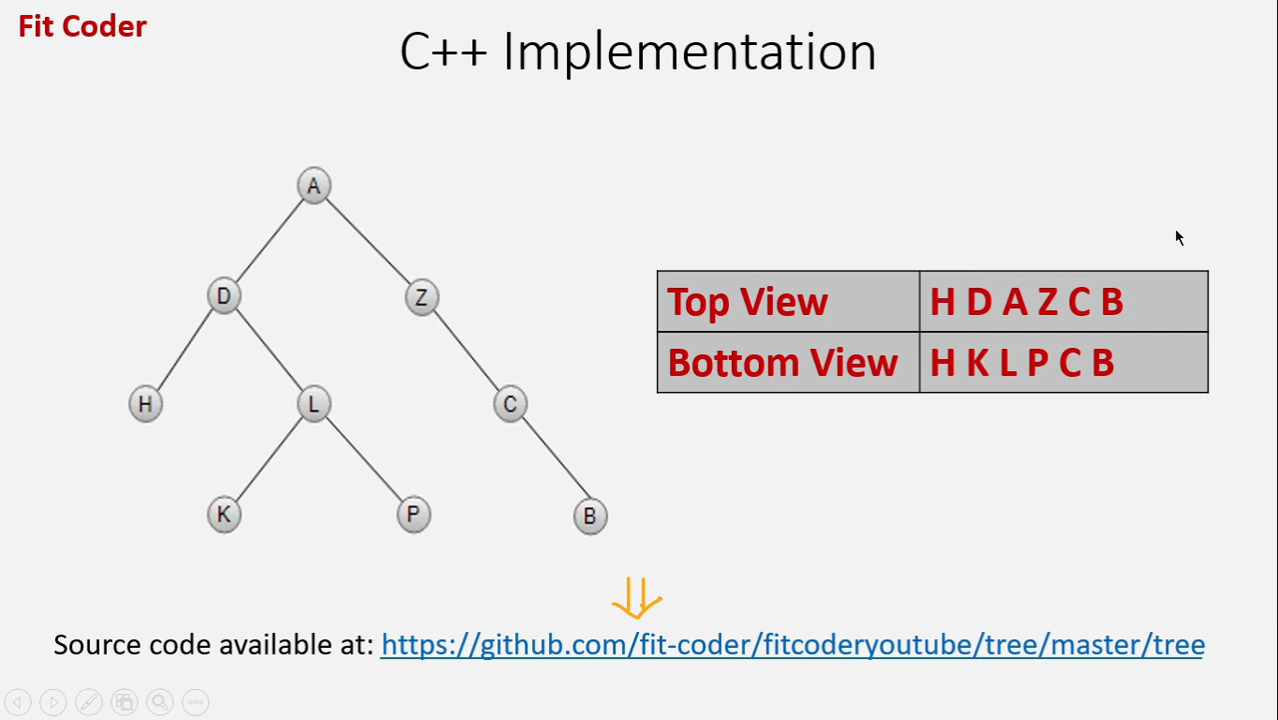 Fit Coder
C++ Implementation
A
D
Z
H
L
C
K
P
B
Top View H D A Z C B
Bottom View H K L P C B
Source code available at: https://github.com/fit-coder/fitcoderyoutube/tree/master/tree